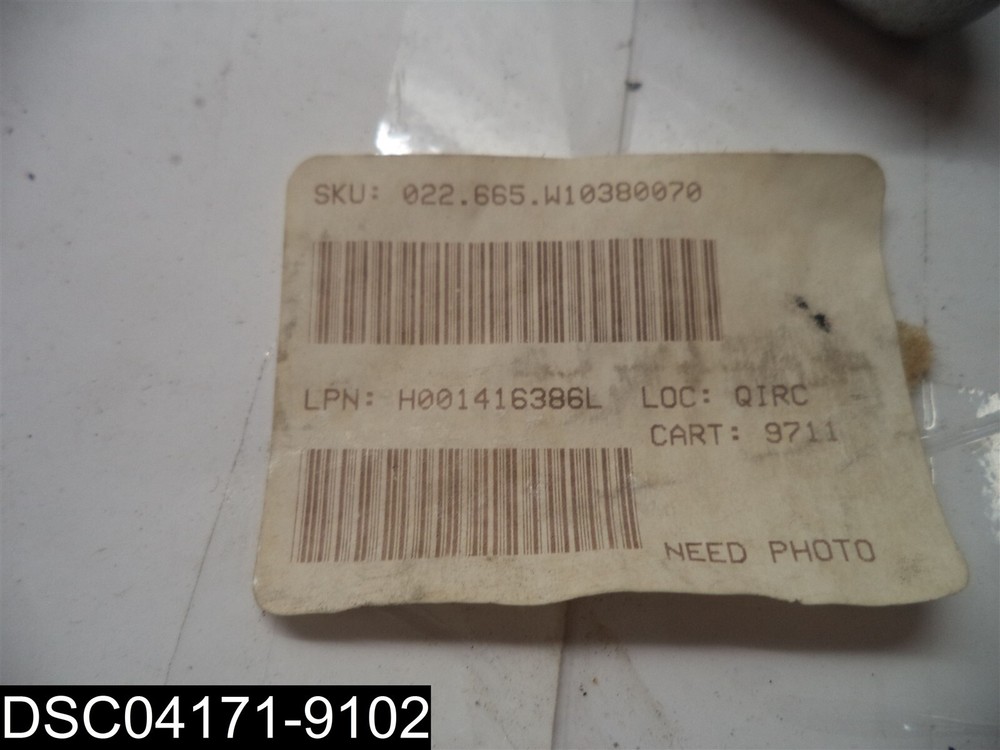 SKU: 022.665.W10380070
LPN: H001416386L LOC: QIRC
CART: 9711
NEED PHOTO
DSC04171-9102